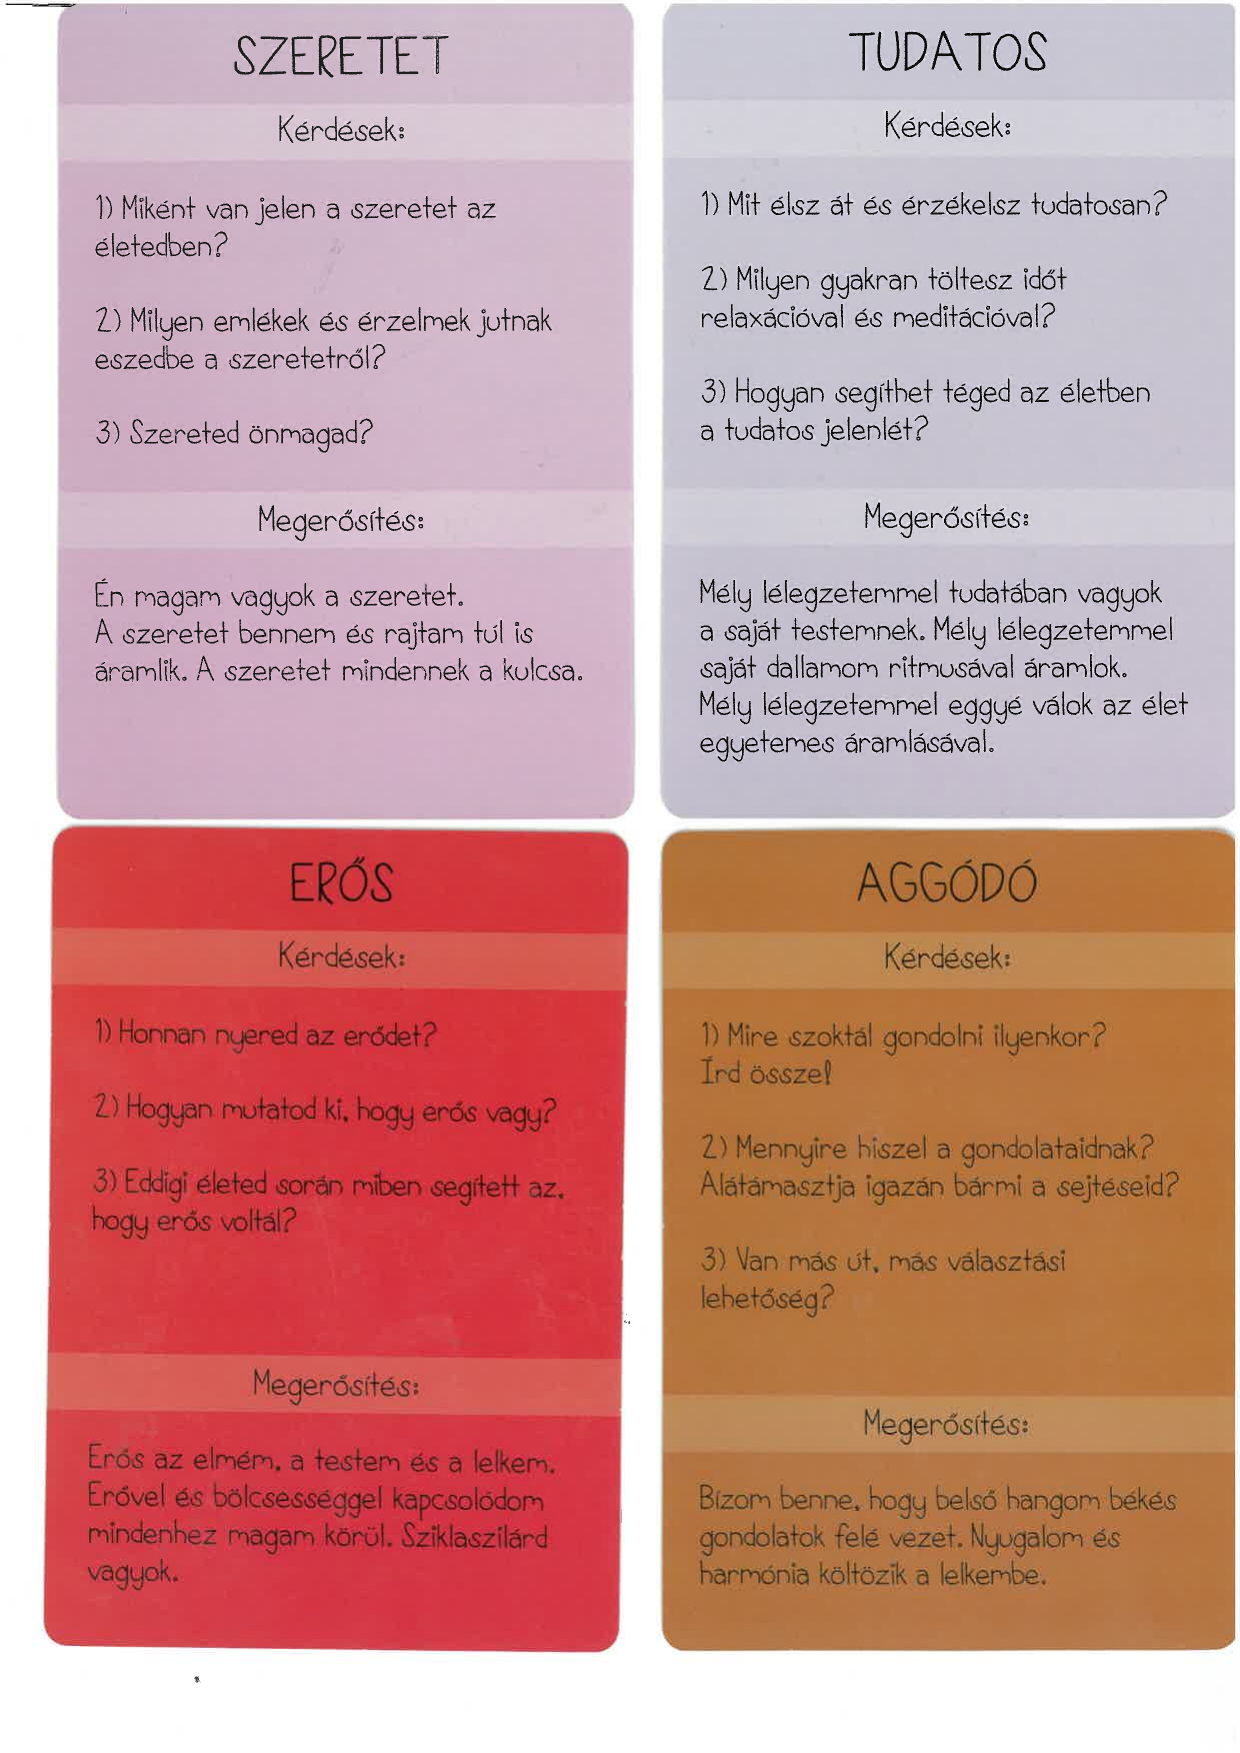 SZERETET
Kérdések:
1) Miként van jelen a szeretet az
életedben?
2) Milyen emlékek és érzelmek jutnak
eszedbe a szeretetről?
3) Szereted önmagad?
Megerősítés:
Én magam vagyok a szeretet.
A szeretet bennem és rajtam túl is
áramlik. A szeretet mindennek a kulcsa.
TUDATOS
Kérdések:
1) Mit élsz át és érzékelsz tudatosan?
2) Milyen gyakran töltesz időt
relaxációval és meditációval?
3) Hogyan segíthet téged az életben
a tudatos jelenlét?
Megerősítés:
Mély lélegzetemmel tudatában vagyok
a saját testemnek. Mély lélegzetemmel
saját dallamom ritmusával áramlok.
Mély lélegzetemmel eggyé válok az élet
egyetemes áramlásával.
ERŐS
Kérdések:
1) Honnan nyered az erődet?
2) Hogyan mutatod ki, hogy erős vagy?
3) Eddigi életed során miben segített az,
hogy erős voltál?
Megerősítés:
Erős az elmém, a testem és a lelkem.
Erővel és bölcsességgel kapcsolódom
mindenhez magam körül. Sziklaszilárd
vagyok.
AGGÓDÓ
Kérdések:
1) Mire szoktál gondolni ilyenkor?
Írd össze!
2) Mennyire hiszel a gondolataidnak?
Alátámasztja igazán bármi a sejtéseid?
3) Van más út, más választási
lehetőség?
Megerősítés:
Bízom benne, hogy belső hangom békés
gondolatok felé vezet. Nyugalom és
harmónia költözik a lelkembe.